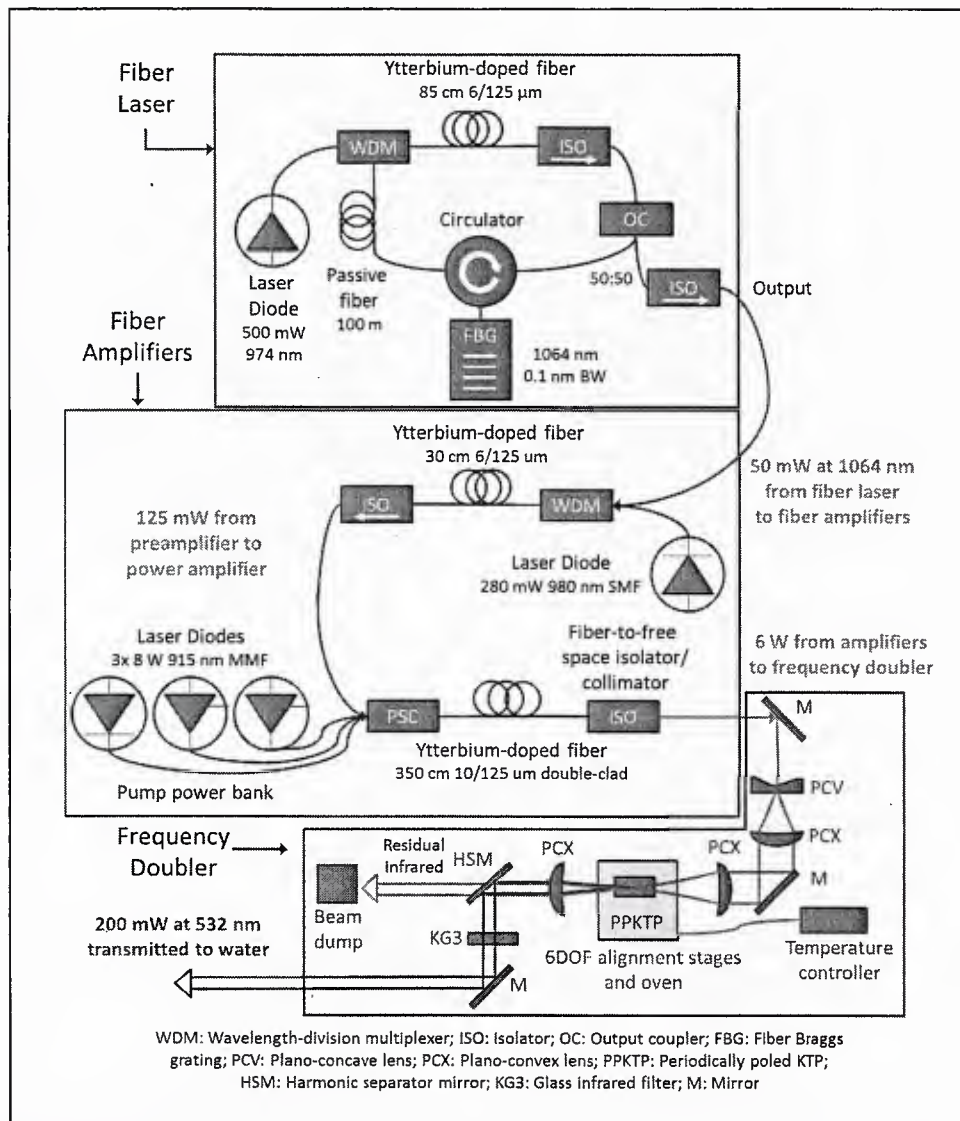 Fiber
Laser
Ytterbium-doped fiber
85 cm 6/125 µm
WDM
ISO
OC
Circulator
50:50
ISO
Output
Laser
Diode
500 mW
974 nm
Passive
fiber
100 m
FBG
1064 nm
0.1 nm BW
Fiber
Amplifiers
Ytterbium-doped fiber
30 cm 6/125 um
ISO
WDM
50 mW at 1064 nm
from fiber laser
to fiber amplifiers
125 mW from
preamplifier to
power amplifier
Laser Diode
280 mW 980 nm SMF
Laser Diodes
3x 8 W 915 nm MMF
Fiber-to-free
space isolator/
collimator
6 W from amplifiers
to frequency doubler
PSC
ISO
M
Ytterbium-doped fiber
350 cm 10/125 um double-clad
Pump power bank
PCV
PCX
Frequency
Doubler
Residual
infrared
HSM
PCX
PCX
M
Beam
dump
PPKTP
200 mW at 532 nm
transmitted to water
KG3
6DOF alignment stages
and oven
Temperature
controller
M
WDM: Wavelength-division multiplexer; ISO: Isolator; OC: Output coupler; FBG: Fiber Braggs
grating; PCV: Plano-concave lens; PCX: Plano-convex lens; PPKTP: Periodically poled KTP;
HSM: Harmonic separator mirror; KG3: Glass infrared filter; M: Mirror